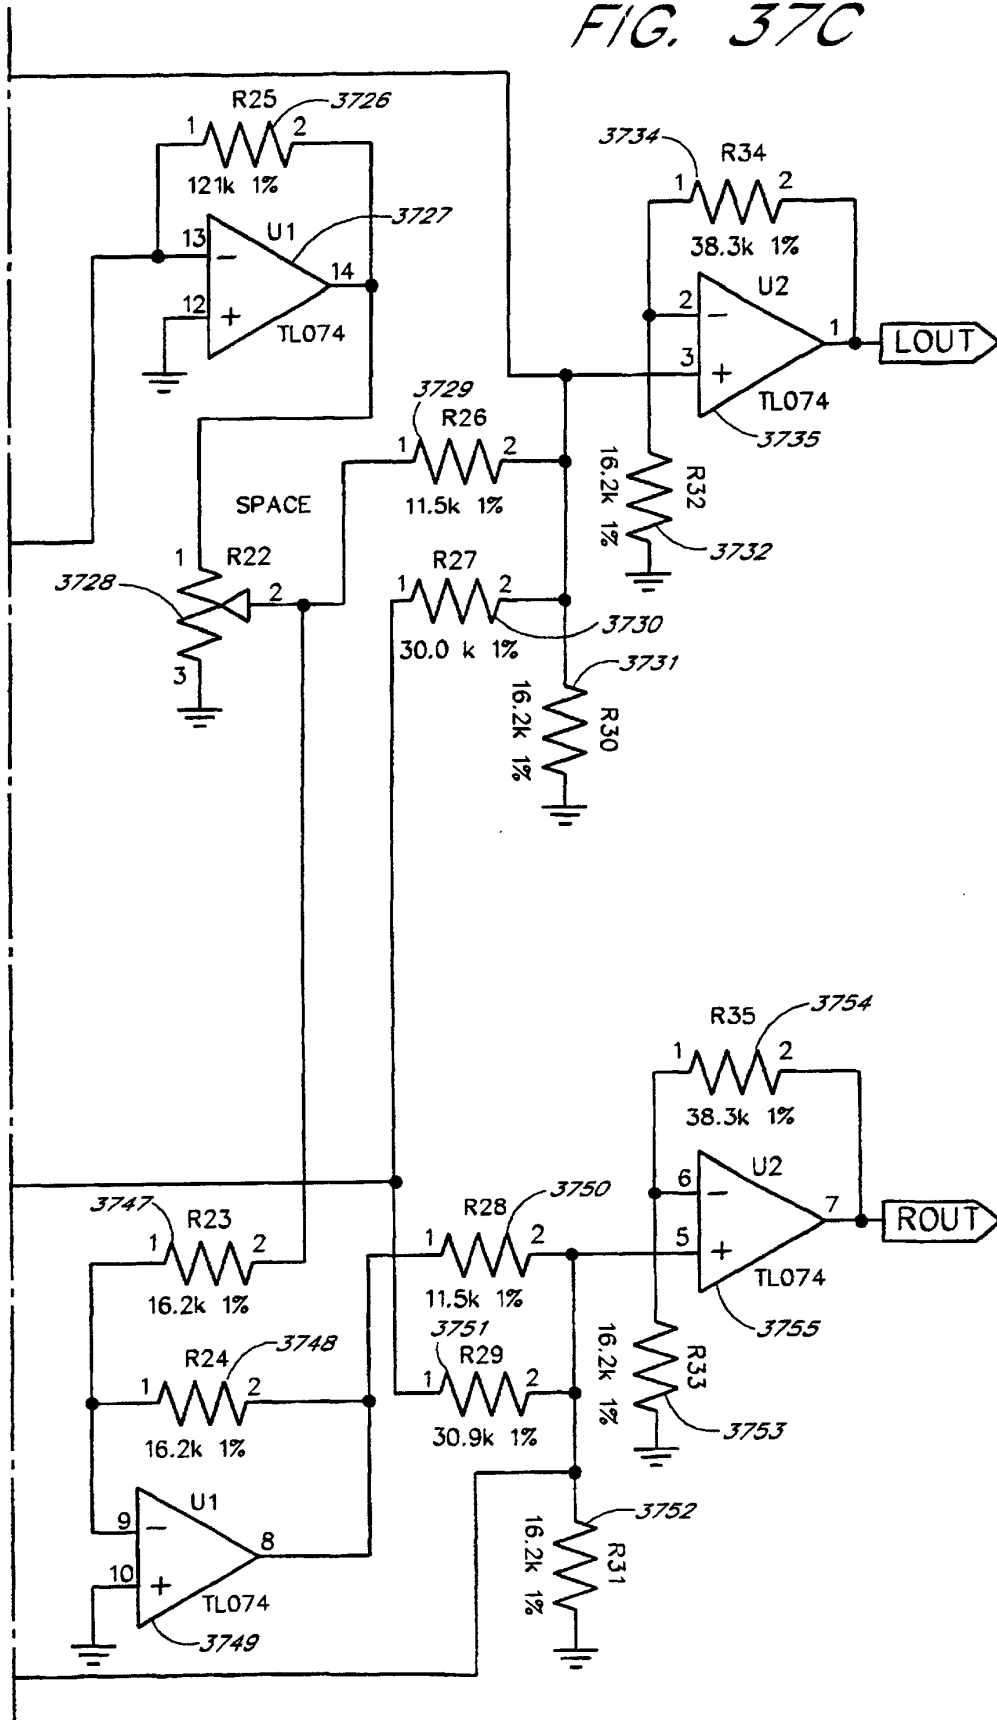 FIG. 37C
R25
3726
1
2
121k 1%
3727
U1
13
−
14
12
+
TL074
3734
R34
1
2
38.3k 1%
U2
2
−
1
LOUT
3
+
TL074
3735
3729
R26
1
2
11.5k 1%
16.2k 1%
R32
3732
SPACE
1
R22
3728
2
3
R27
1
2
30.0 k 1%
3730
3731
16.2k 1%
R30
R35
3754
1
2
38.3k 1%
U2
6
−
7
ROUT
5
+
TL074
3755
3747
R23
1
2
16.2k 1%
R28
3750
1
2
11.5k 1%
3751
R29
1
2
30.9k 1%
16.2k 1%
R33
3753
R24
3748
1
2
16.2k 1%
U1
9
−
8
10
+
TL074
3749
3752
16.2k 1%
R31